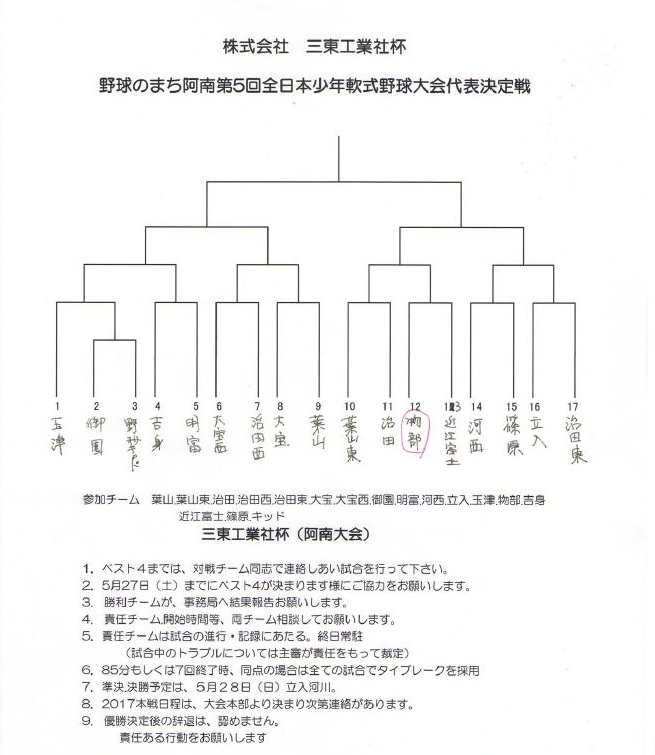 株式会社　三東工業社杯
野球のまち阿南第5回全日本少年軟式野球大会代表決定戦
1 2 3 4 5 6 7 8 9 10 11 12 13 14 15 16 17
玉津
御園
野球キッド
吉身
明富
大宝西
治田西
大宝
葉山
葉山東
治田
物部
近江富士
河西
篠原
立入
治田東
参加チーム　葉山,葉山東,治田,治田西,治田東,大宝,大宝西,御園,明富,河西,立入,玉津,物部,吉身
近江富士,篠原,キッド
三東工業社杯（阿南大会）
1．ベスト４までは、対戦チーム同志で連絡しあい試合を行って下さい。
2．5月27日（土）までにベスト4が決まります様にご協力をお願いします。
3．勝利チームが、事務局へ結果報告お願いします。
4．責任チーム,開始時間等、両チーム相談してお願いします。
5．責任チームは試合の進行・記録にあたる。終日常駐
（試合中のトラブルについては主審が責任をもって裁定）
6．85分もしくは7回終了時、同点の場合は全ての試合でタイブレークを採用
7．準決,決勝予定は、5月28日（日）立入河川。
8．2017本戦日程は、大会本部より決まり次第連絡があります。
9．優勝決定後の辞退は、認めません。
責任ある行動をお願いします